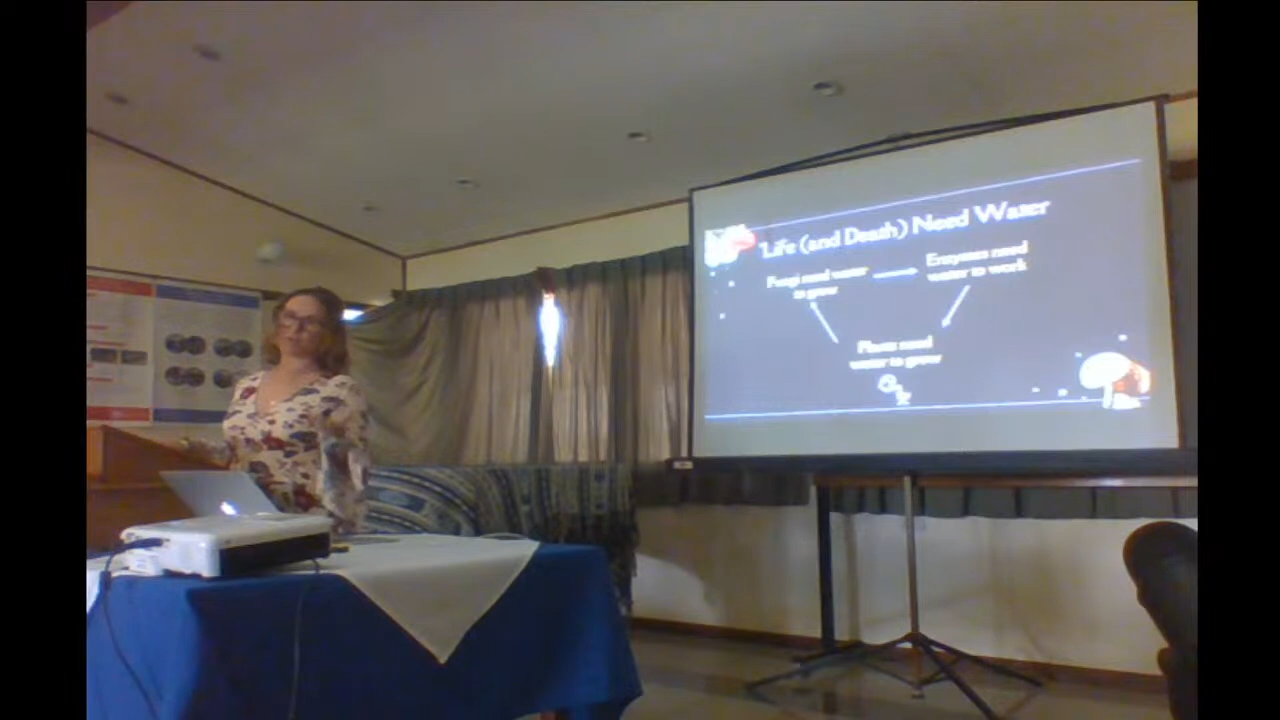 Life (and Death) Need Water
Fungi need water
to grow
Enzymes need
water to work
Plants need
water to grow